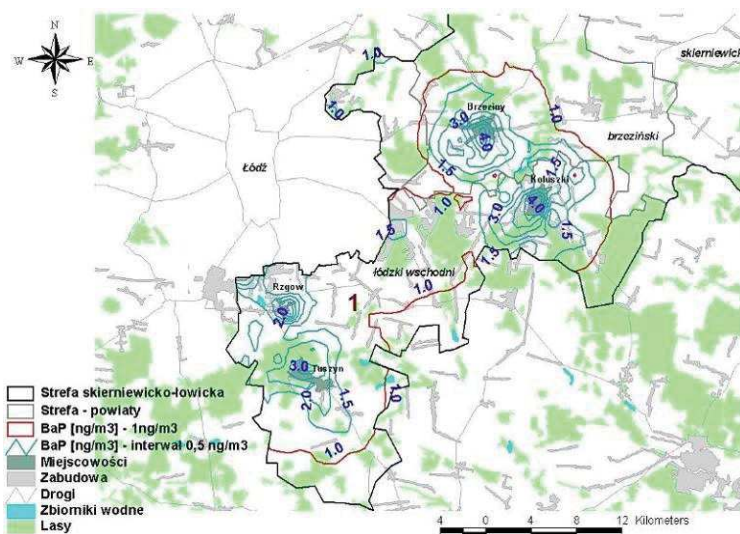 N
W E
S
skierniewick
1.0
1.0
Brzeziny
3.0
4.0
1.0
brzeziński
1.5
1.5
Łódź
Koluszki
1.0
3.0
4.0
1.5
1.5
1.5
łódzki wschodni
Rzgow
1.0
2.0
1
3.0
Tuszyn
2.0
1.5
1.0
1.0
Strefa skierniewicko-łowicka
Strefa - powiaty
BaP [ng/m3] - 1ng/m3
BaP [ng/m3] - interwał 0,5 ng/m3
Miejscowości
Zabudowa
Drogi
Zbiorniki wodne
Lasy
4 0 4 8 12 Kilometers